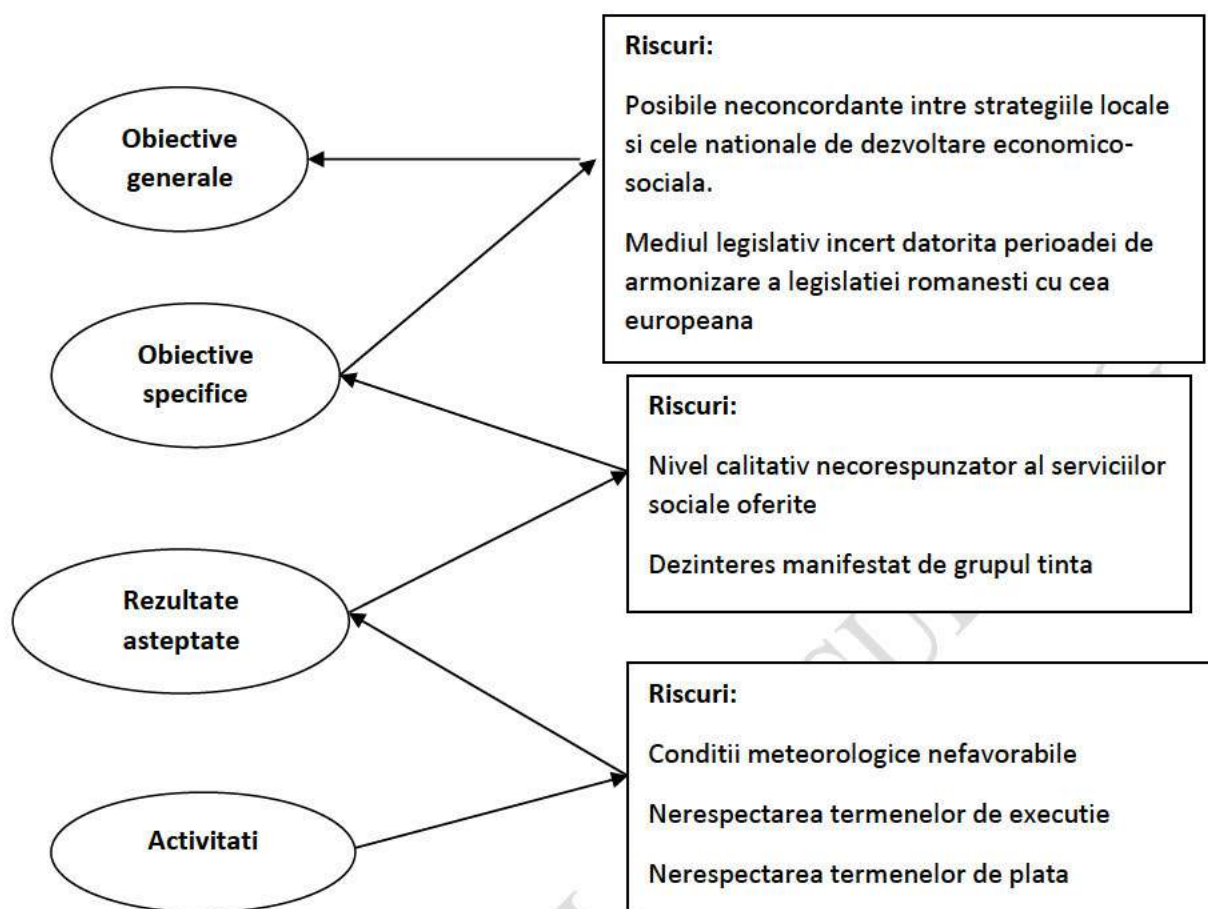 Obiective
generale
Riscuri:
Posibile neconcordante intre strategiile locale
si cele nationale de dezvoltare economico-
sociala.
Mediul legislativ incert datorita perioadei de
armonizare a legislatiei romanesti cu cea
europeana
Obiective
specifice
Riscuri:
Nivel calitativ necorespunzator al serviciilor
sociale oferite
Dezinteres manifestat de grupul tinta
Rezultate
asteptate
Riscuri:
Conditii meteorologice nefavorabile
Nerespectarea termenelor de executie
Nerespectarea termenelor de plata
Activitati